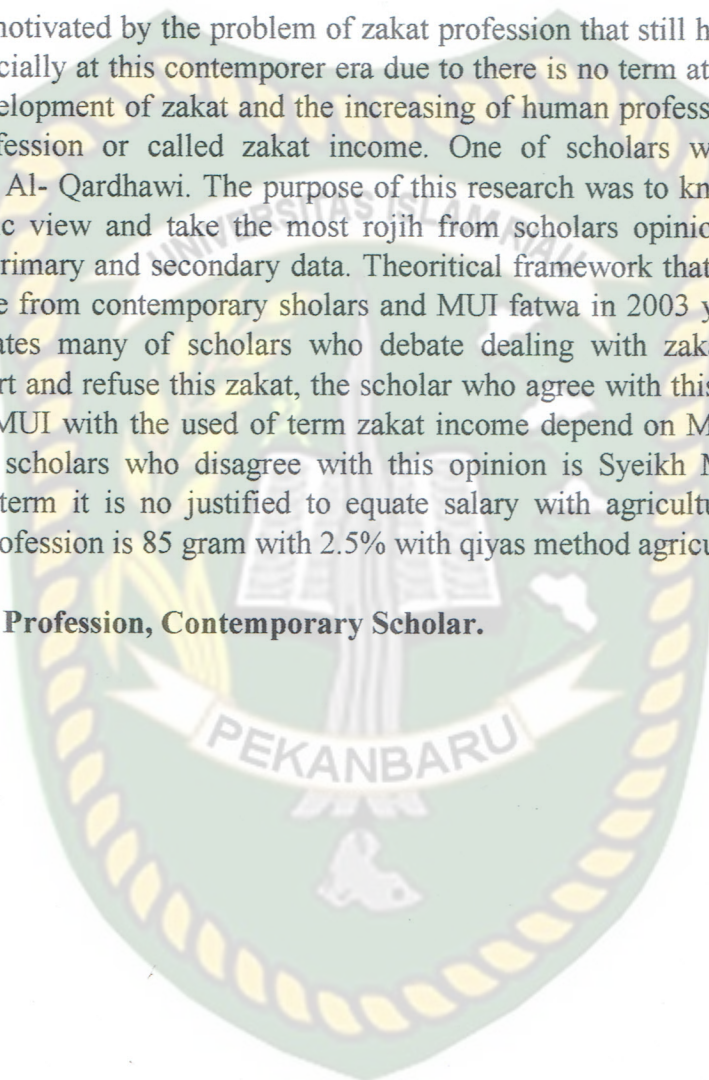 motivated by the problem of zakat profession that still h
cially at this contemporer era due to there is no term at
elopment of zakat and the increasing of human profess
fession or called zakat income. One of scholars w
Al- Qardhawi. The purpose of this research was to kn
c view and take the most rojih from scholars opinio
rimary and secondary data. Theoritical framework that
e from contemporary sholars and MUI fatwa in 2003 y
ates many of scholars who debate dealing with zak
rt and refuse this zakat, the scholar who agree with this
MUI with the used of term zakat income depend on M
scholars who disagree with this opinion is Syeikh M
term it is no justified to equate salary with agricult
ofession is 85 gram with 2.5% with qiyas method agricu
Profession, Contemporary Scholar.
UNIVERSITAS ISLAM RIAU
PEKANBARU